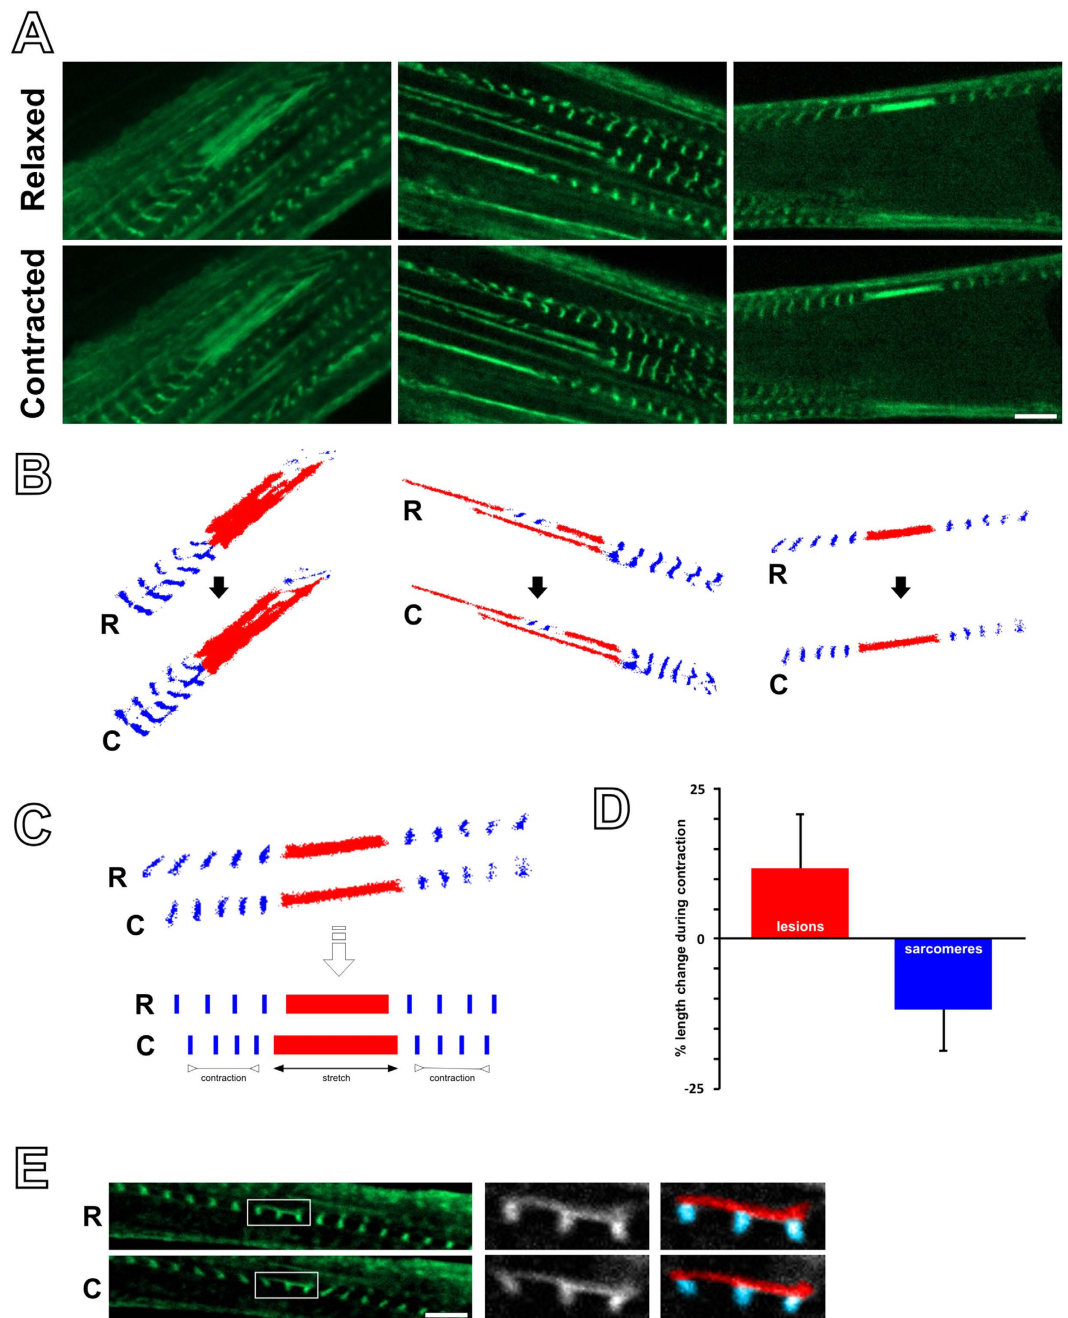 A
Relaxed
Contracted
B
R
C
R
C
R
C
C
R
C
R
C
contraction
stretch
contraction
D
25
0
-25
% length change during contraction
lesions
sarcomeres
E
R
C